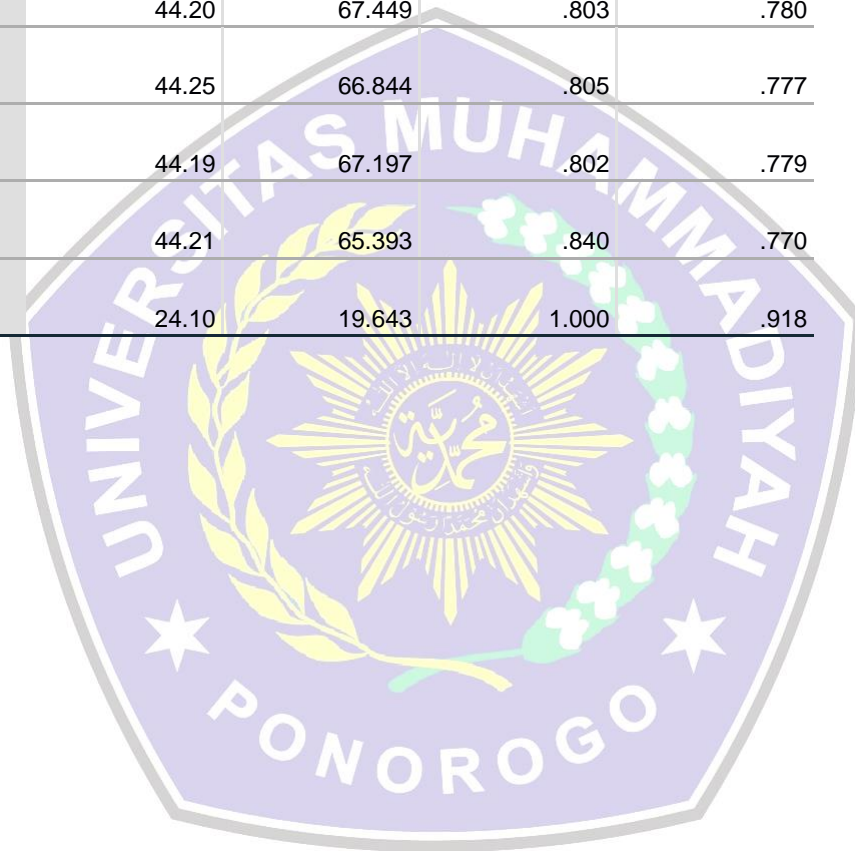 44.20 67.449 .803 .780
44.25 66.844 .805 .777
44.19 67.197 .802 .779
44.21 65.393 .840 .770
24.10 19.643 1.000 .918
UNIVERSITAS MUHAMMADIYAH
محمدية
PONOROGO